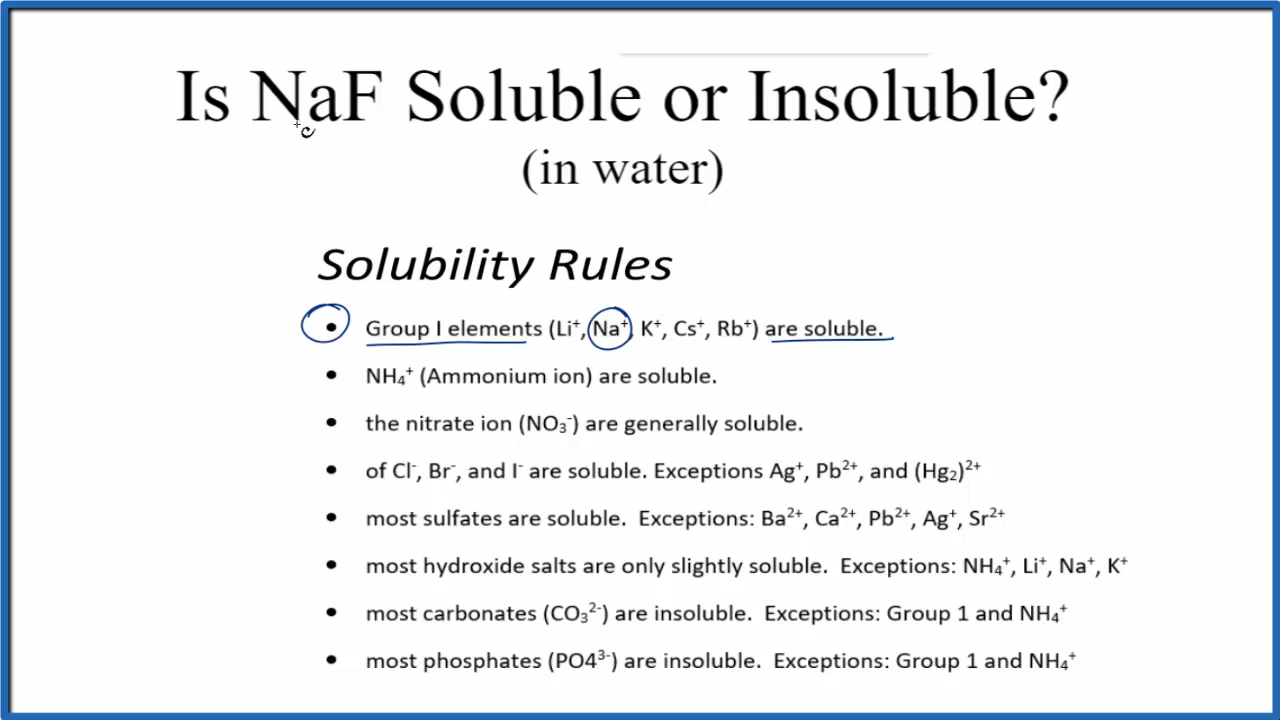 Is NaF Soluble or Insoluble?
(in water)
Solubility Rules
• Group I elements (Li⁺, Na⁺, K⁺, Cs⁺, Rb⁺) are soluble.
• NH₄⁺ (Ammonium ion) are soluble.
• the nitrate ion (NO₃⁻) are generally soluble.
• of Cl⁻, Br⁻, and I⁻ are soluble. Exceptions Ag⁺, Pb²⁺, and (Hg₂)²⁺
• most sulfates are soluble.  Exceptions: Ba²⁺, Ca²⁺, Pb²⁺, Ag⁺, Sr²⁺
• most hydroxide salts are only slightly soluble.  Exceptions: NH₄⁺, Li⁺, Na⁺, K⁺
• most carbonates (CO₃²⁻) are insoluble.  Exceptions: Group 1 and NH₄⁺
• most phosphates (PO4³⁻) are insoluble.  Exceptions: Group 1 and NH₄⁺